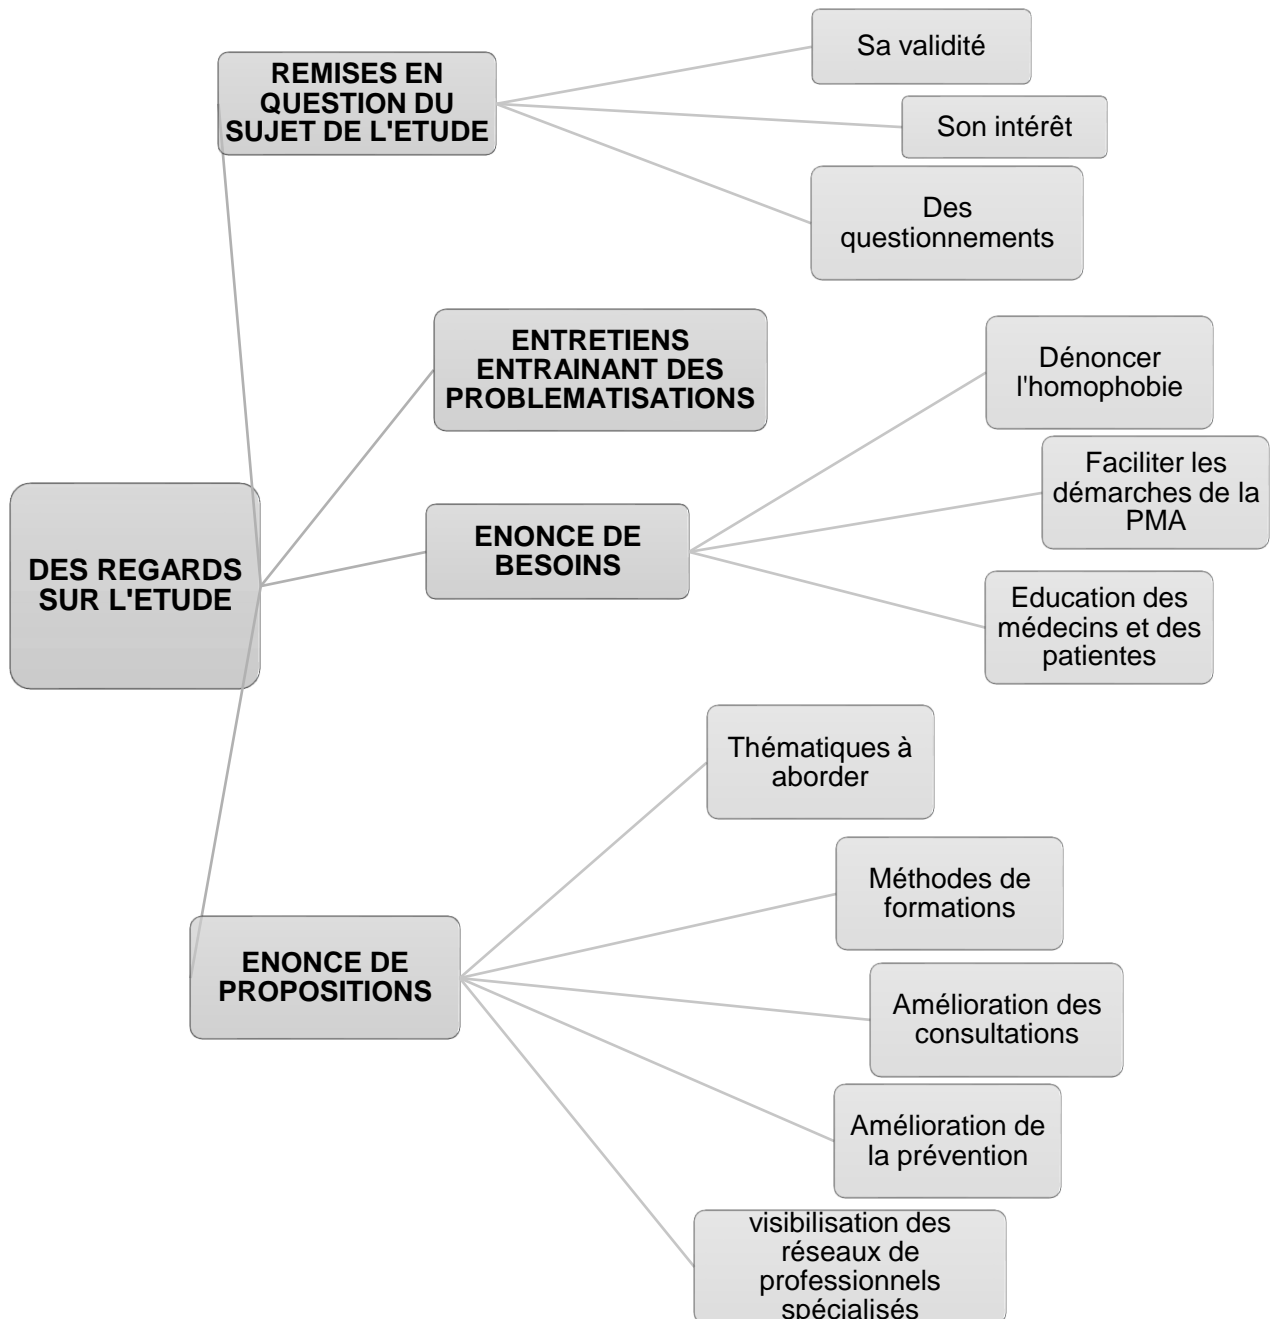 REMISES EN
QUESTION DU
SUJET DE L'ETUDE
Sa validité
Son intérêt
Des
questionnements
ENTRETIENS
ENTRAINANT DES
PROBLEMATISATIONS
DES REGARDS
SUR L'ETUDE
ENONCE DE
BESOINS
Dénoncer
l'homophobie
Faciliter les
démarches de la
PMA
Education des
médecins et des
patientes
ENONCE DE
PROPOSITIONS
Thématiques à
aborder
Méthodes de
formations
Amélioration des
consultations
Amélioration de
la prévention
visibilisation des
réseaux de
professionnels
spécialisés